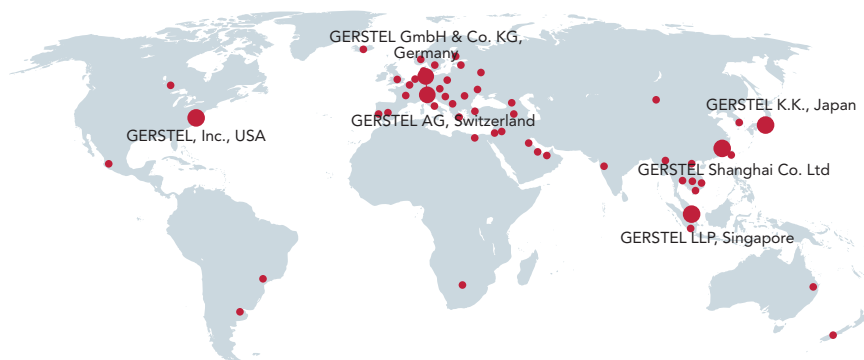 GERSTEL GmbH & Co. KG,
Germany
GERSTEL K.K., Japan
GERSTEL AG, Switzerland
GERSTEL, Inc., USA
GERSTEL Shanghai Co. Ltd
GERSTEL LLP, Singapore